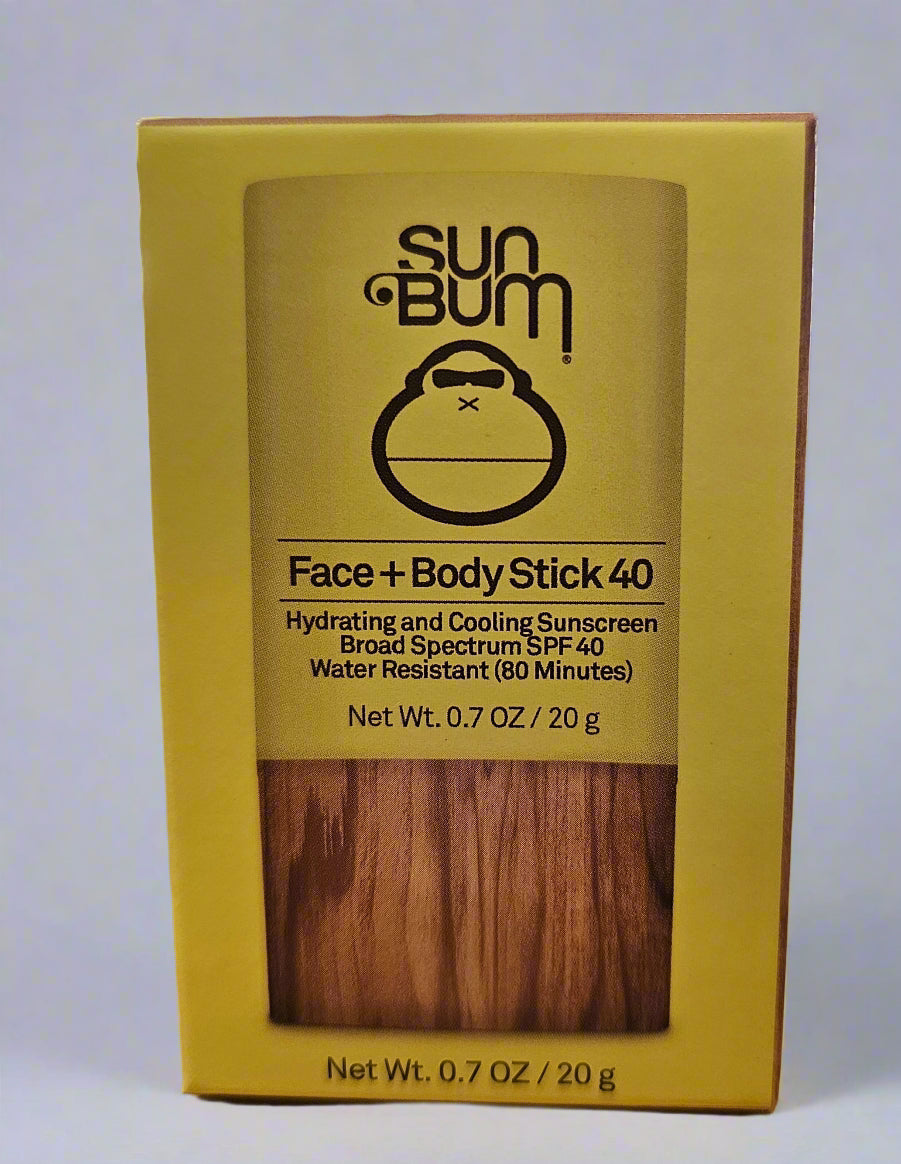 sun
Bum®
Face + Body Stick 40
Hydrating and Cooling Sunscreen
Broad Spectrum SPF 40
Water Resistant (80 Minutes)
Net Wt. 0.7 OZ / 20 g
Net Wt. 0.7 OZ / 20 g